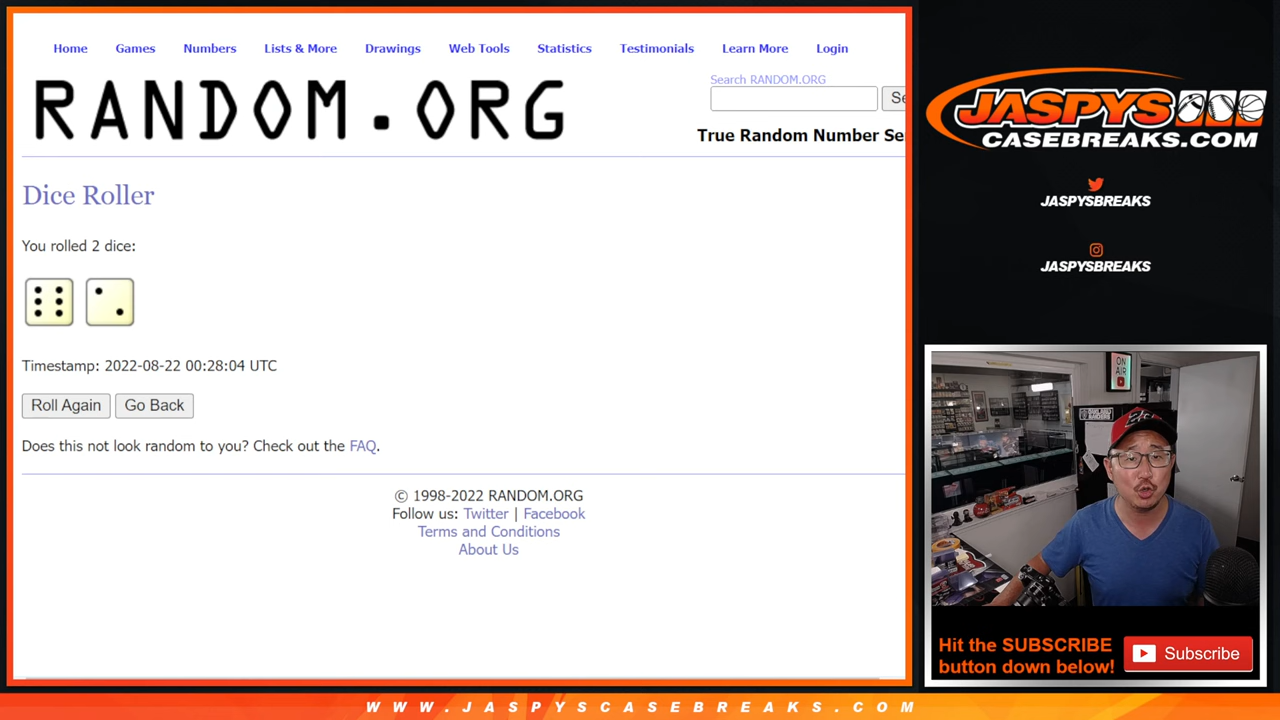 Home Games Numbers Lists & More Drawings Web Tools Statistics Testimonials Learn More Login
RANDOM.ORG
Search RANDOM.ORG
Se
True Random Number Se
Dice Roller
You rolled 2 dice:
Timestamp: 2022-08-22 00:28:04 UTC
Roll Again Go Back
Does this not look random to you? Check out the FAQ.
© 1998-2022 RANDOM.ORG
Follow us: Twitter | Facebook
Terms and Conditions
About Us
JASPYS
CASEBREAKS.COM
JASPYSBREAKS
JASPYSBREAKS
ON
AIR
Hit the SUBSCRIBE
button down below!
Subscribe
WWW.JASPYSCASEBREAKS.COM